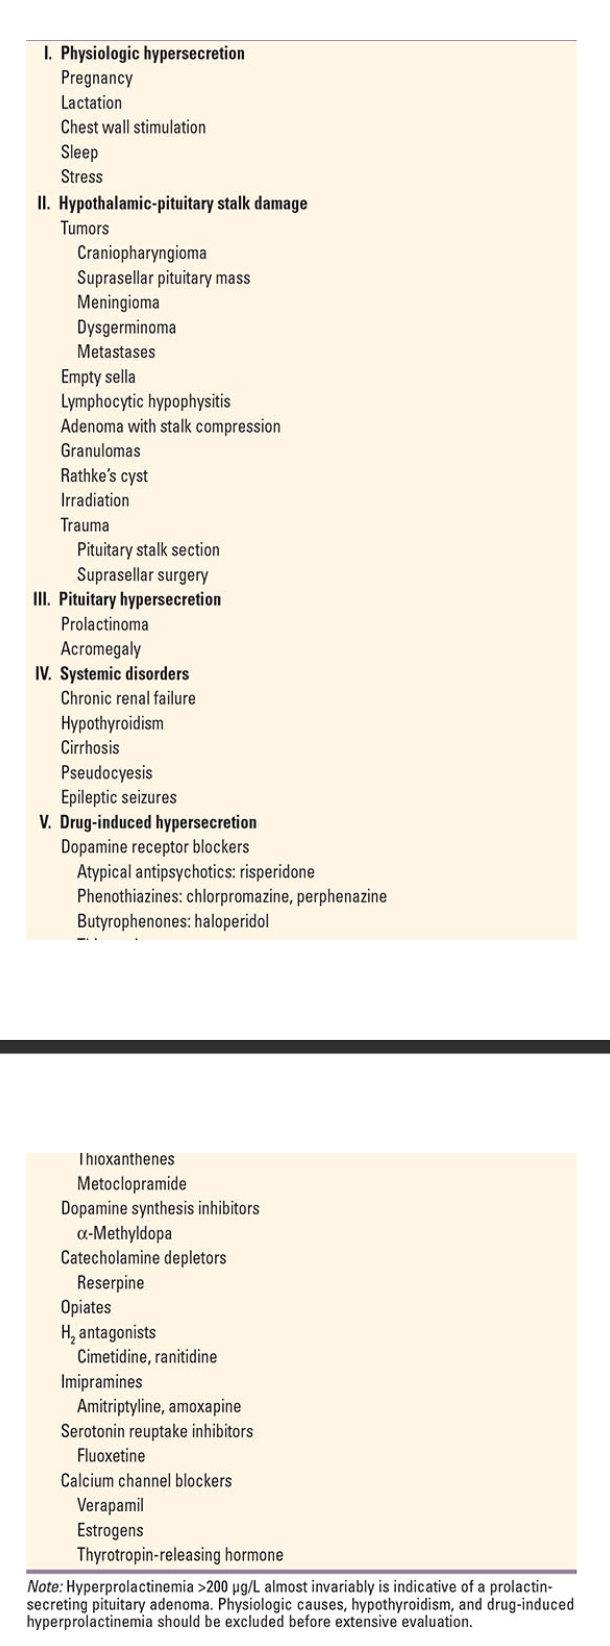 I. Physiologic hypersecretion
Pregnancy
Lactation
Chest wall stimulation
Sleep
Stress
II. Hypothalamic-pituitary stalk damage
Tumors
Craniopharyngioma
Suprasellar pituitary mass
Meningioma
Dysgerminoma
Metastases
Empty sella
Lymphocytic hypophysitis
Adenoma with stalk compression
Granulomas
Rathke's cyst
Irradiation
Trauma
Pituitary stalk section
Suprasellar surgery
III. Pituitary hypersecretion
Prolactinoma
Acromegaly
IV. Systemic disorders
Chronic renal failure
Hypothyroidism
Cirrhosis
Pseudocyesis
Epileptic seizures
V. Drug-induced hypersecretion
Dopamine receptor blockers
Atypical antipsychotics: risperidone
Phenothiazines: chlorpromazine, perphenazine
Butyrophenones: haloperidol
Thioxanthenes
Metoclopramide
Dopamine synthesis inhibitors
α-Methyldopa
Catecholamine depletors
Reserpine
Opiates
H₂ antagonists
Cimetidine, ranitidine
Imipramines
Amitriptyline, amoxapine
Serotonin reuptake inhibitors
Fluoxetine
Calcium channel blockers
Verapamil
Estrogens
Thyrotropin-releasing hormone
Note: Hyperprolactinemia >200 µg/L almost invariably is indicative of a prolactin-
secreting pituitary adenoma. Physiologic causes, hypothyroidism, and drug-induced
hyperprolactinemia should be excluded before extensive evaluation.